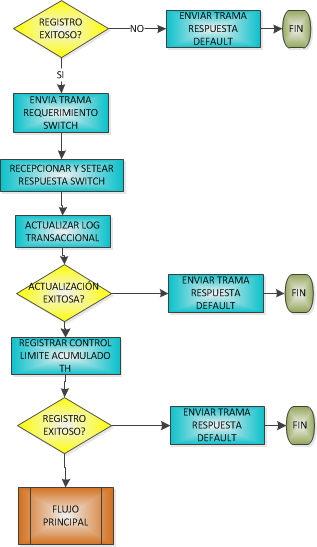 REGISTRO
EXITOSO?
NO
ENVIAR TRAMA
RESPUESTA
DEFAULT
FIN
SI
ENVIA TRAMA
REQUERIMIENTO
SWITCH
RECEPCIONAR Y SETEAR
RESPUESTA SWITCH
ACTUALIZAR LOG
TRANSACCIONAL
ACTUALIZACIÓN
EXITOSA?
ENVIAR TRAMA
RESPUESTA
DEFAULT
FIN
REGISTRAR CONTROL
LIMITE ACUMULADO
TH
REGISTRO
EXITOSO?
ENVIAR TRAMA
RESPUESTA
DEFAULT
FIN
FLUJO
PRINCIPAL